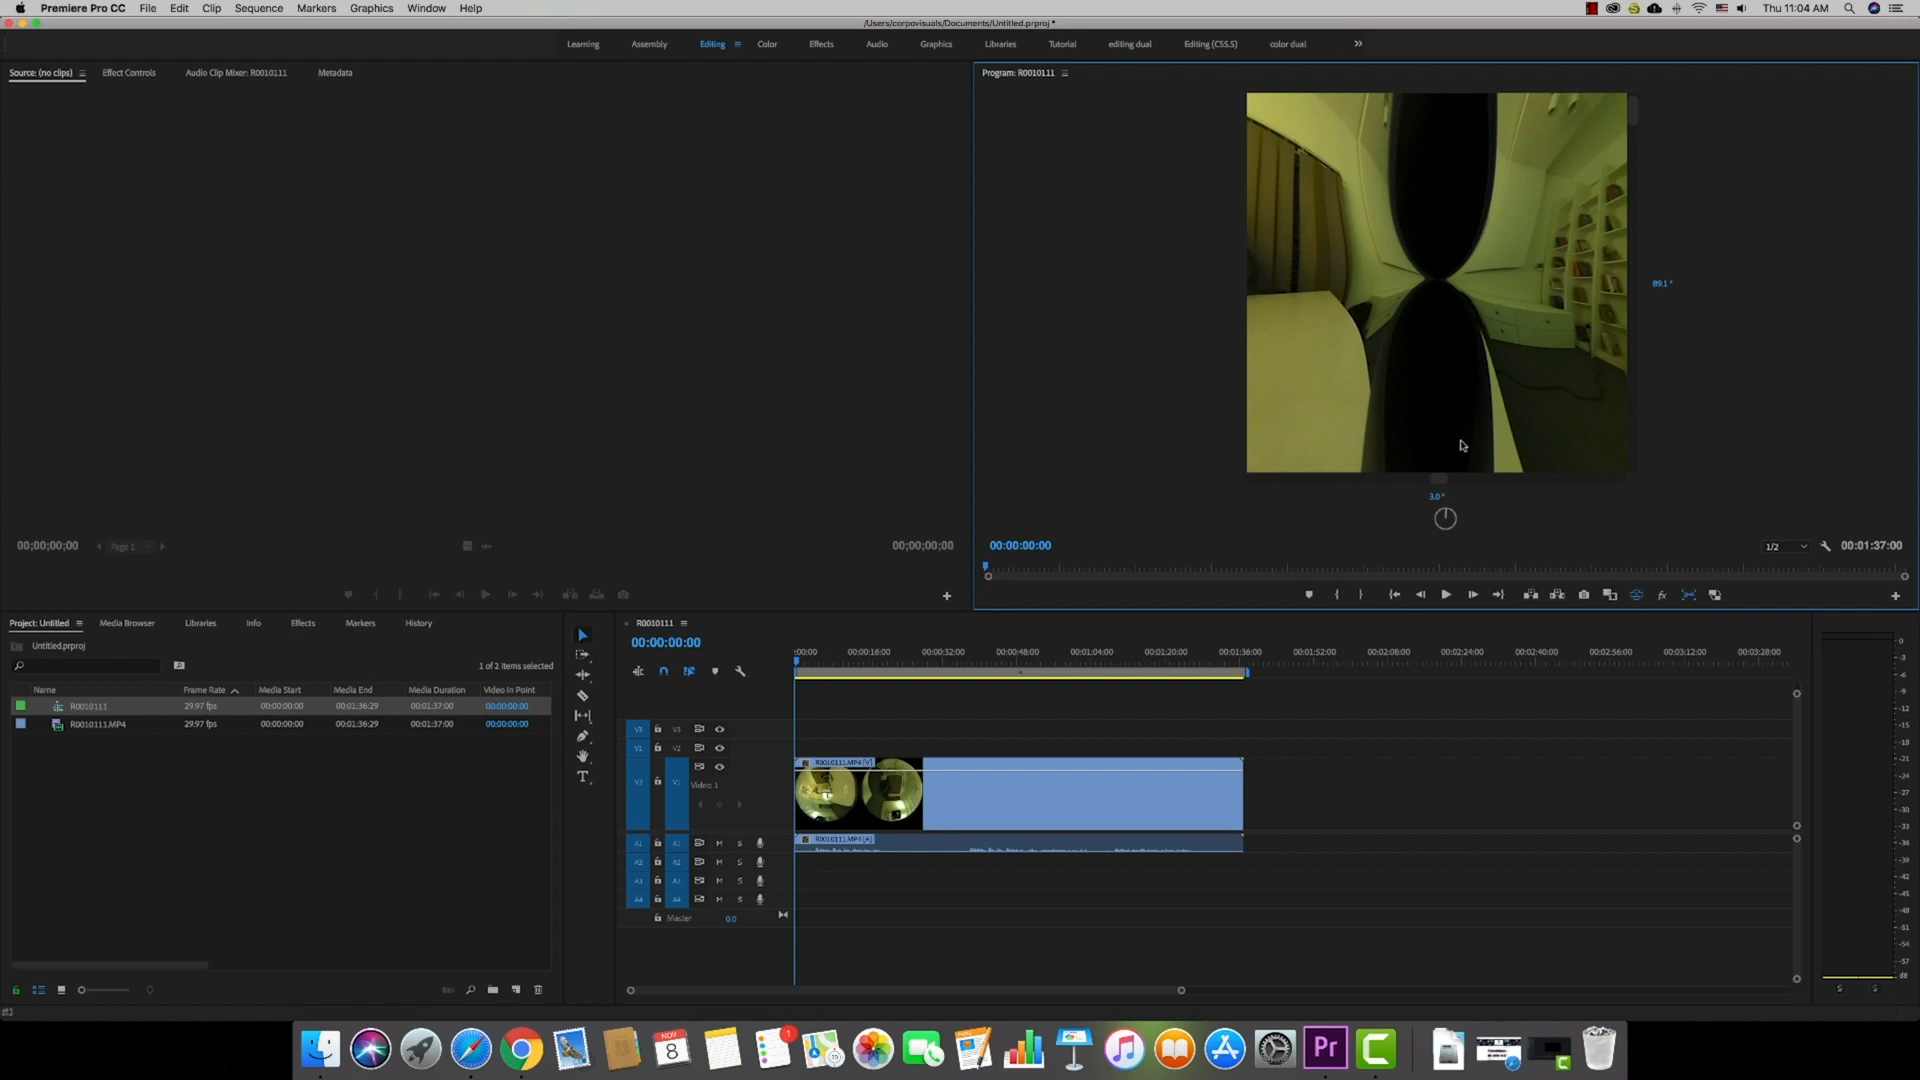 Premiere Pro CC File Edit Clip Sequence Markers Graphics Window Help Thu 11:04 AM
/Users/corpovisuals/Documents/Untitled.prproj *
Learning Assembly Editing Color Effects Audio Graphics Libraries Tutorial editing dual Editing (CSS.S) color dual
Source: (no clips) Effect Controls Audio Clip Mixer: R0010111 Metadata
Program: R0010111
89.1 °
3.0 °
00;00;00;00 Page 1 00;00;00;00
00:00:00:00 1/2 00:01:37:00
Project: Untitled Media Browser Libraries Info Effects Markers History
Untitled.prproj
1 of 2 items selected
Name Frame Rate Media Start Media End Media Duration Video In Point
R0010111 29.97 fps 00:00:00:00 00:01:36:29 00:01:37:00 00:00:00:00
R0010111.MP4 29.97 fps 00:00:00:00 00:01:36:29 00:01:37:00 00:00:00:00
R0010111
00:00:00:00
:00:00 00:00:16:00 00:00:32:00 00:00:48:00 00:01:04:00 00:01:20:00 00:01:36:00 00:01:52:00 00:02:08:00 00:02:24:00 00:02:40:00 00:02:56:00 00:03:12:00 00:03:28:00
V3 V3
V1 V2
V2 V1 Video 1
R0010111.MP4 [V]
R0010111.MP4 [A]
A1 A1 M S
A2 A2 M S
A3 A3 M S
A4 A4 M S
Master 0.0
0
-3
-6
-9
-12
-15
-18
-21
-24
-27
-30
-33
-36
-39
-42
-45
-48
-51
-54
-57
dB
S S
NOV
8
1
Pr